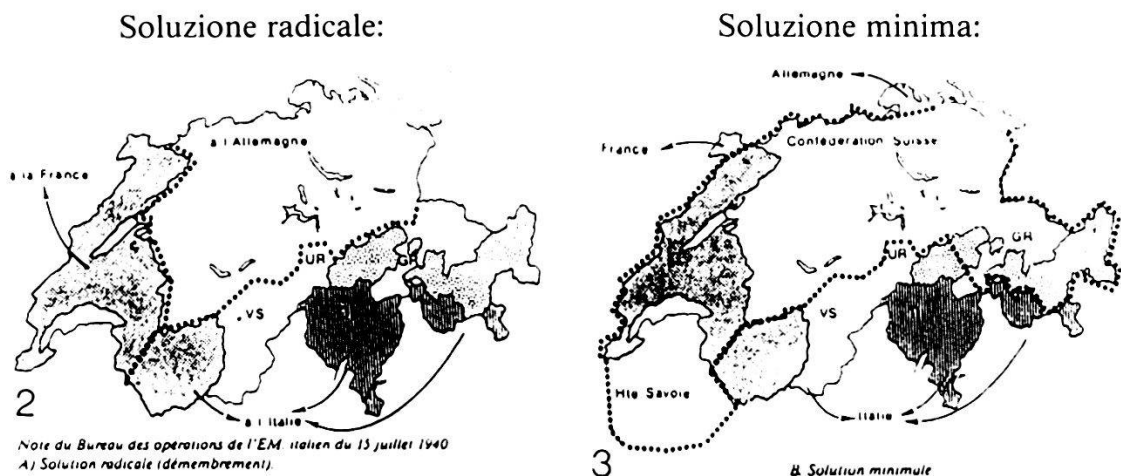 Soluzione radicale:
à l'Allemagne
à la France
UR
GR
VS
à l'Italie
2
Note du Bureau des opérations de l'EM. italien du 15 juillet 1940
A) Solution radicale (démembrement).
Soluzione minima:
Allemagne
France
Confédération Suisse
GR
UR
VS
Hte Savoie
Italie
3
B. Solution minimale